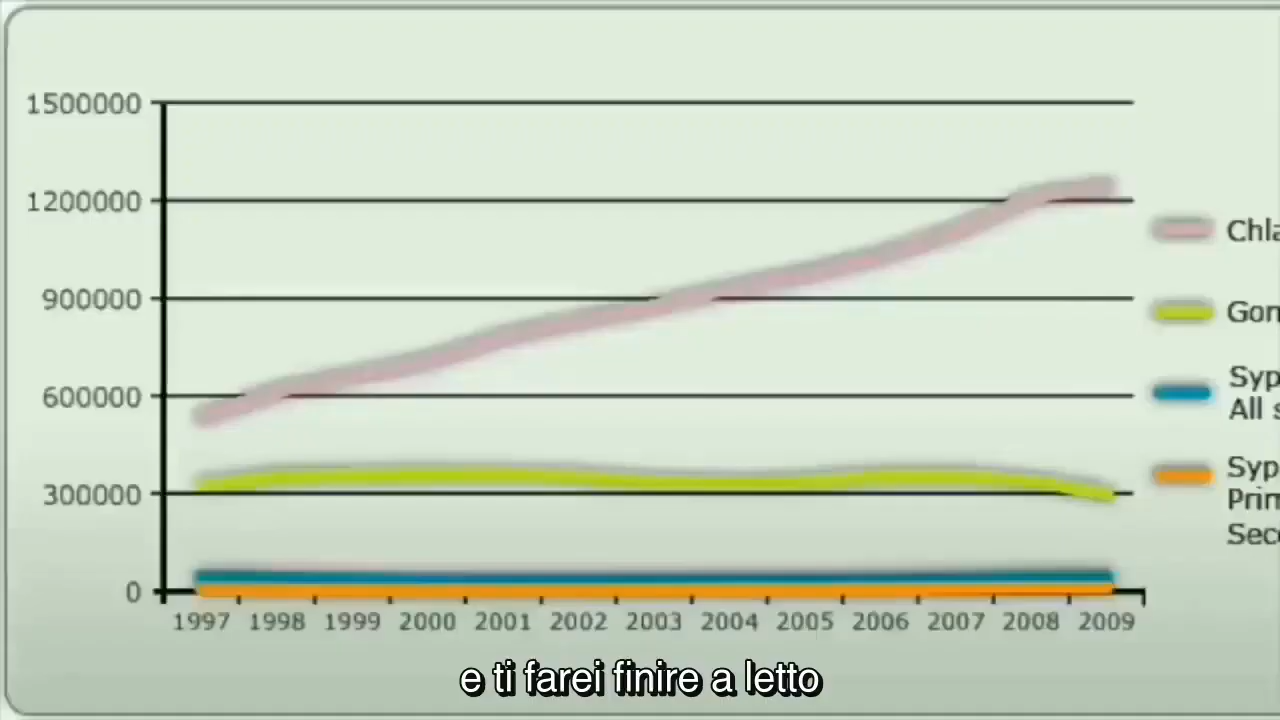 1500000
1200000
900000
600000
300000
0
1997 1998 1999 2000 2001 2002 2003 2004 2005 2006 2007 2008 2009
Chla
Gon
Syp
All s
Syp
Prin
Seco
e ti farei finire a letto